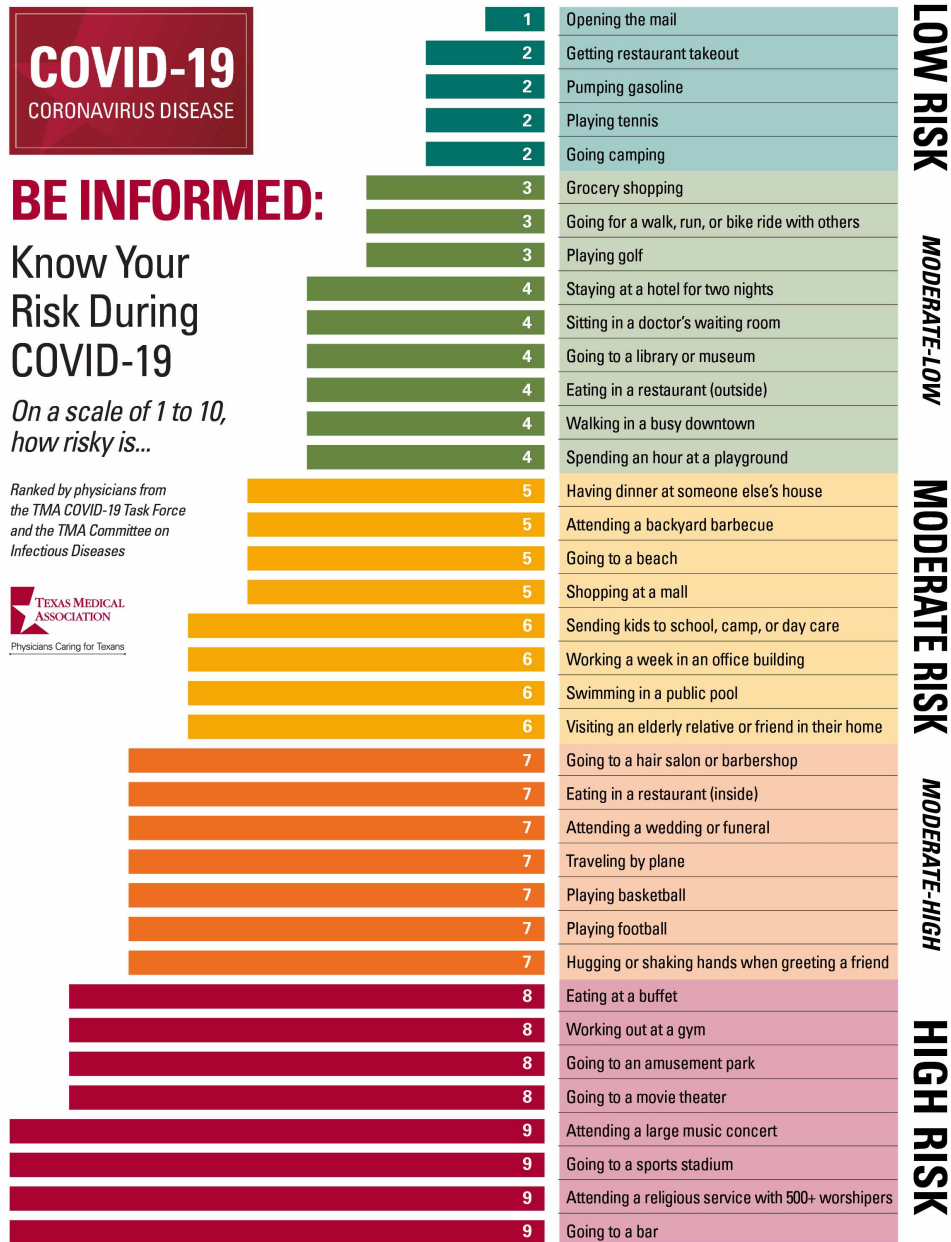 COVID-19
CORONAVIRUS DISEASE
BE INFORMED:
Know Your
Risk During
COVID-19
On a scale of 1 to 10,
how risky is...
Ranked by physicians from
the TMA COVID-19 Task Force
and the TMA Committee on
Infectious Diseases
TEXAS MEDICAL
ASSOCIATION
Physicians Caring for Texans
LOW RISK
1 Opening the mail
2 Getting restaurant takeout
2 Pumping gasoline
2 Playing tennis
2 Going camping
MODERATE-LOW
3 Grocery shopping
3 Going for a walk, run, or bike ride with others
3 Playing golf
4 Staying at a hotel for two nights
4 Sitting in a doctor's waiting room
4 Going to a library or museum
4 Eating in a restaurant (outside)
4 Walking in a busy downtown
4 Spending an hour at a playground
MODERATE RISK
5 Having dinner at someone else's house
5 Attending a backyard barbecue
5 Going to a beach
5 Shopping at a mall
6 Sending kids to school, camp, or day care
6 Working a week in an office building
6 Swimming in a public pool
6 Visiting an elderly relative or friend in their home
MODERATE-HIGH
7 Going to a hair salon or barbershop
7 Eating in a restaurant (inside)
7 Attending a wedding or funeral
7 Traveling by plane
7 Playing basketball
7 Playing football
7 Hugging or shaking hands when greeting a friend
HIGH RISK
8 Eating at a buffet
8 Working out at a gym
8 Going to an amusement park
8 Going to a movie theater
9 Attending a large music concert
9 Going to a sports stadium
9 Attending a religious service with 500+ worshipers
9 Going to a bar